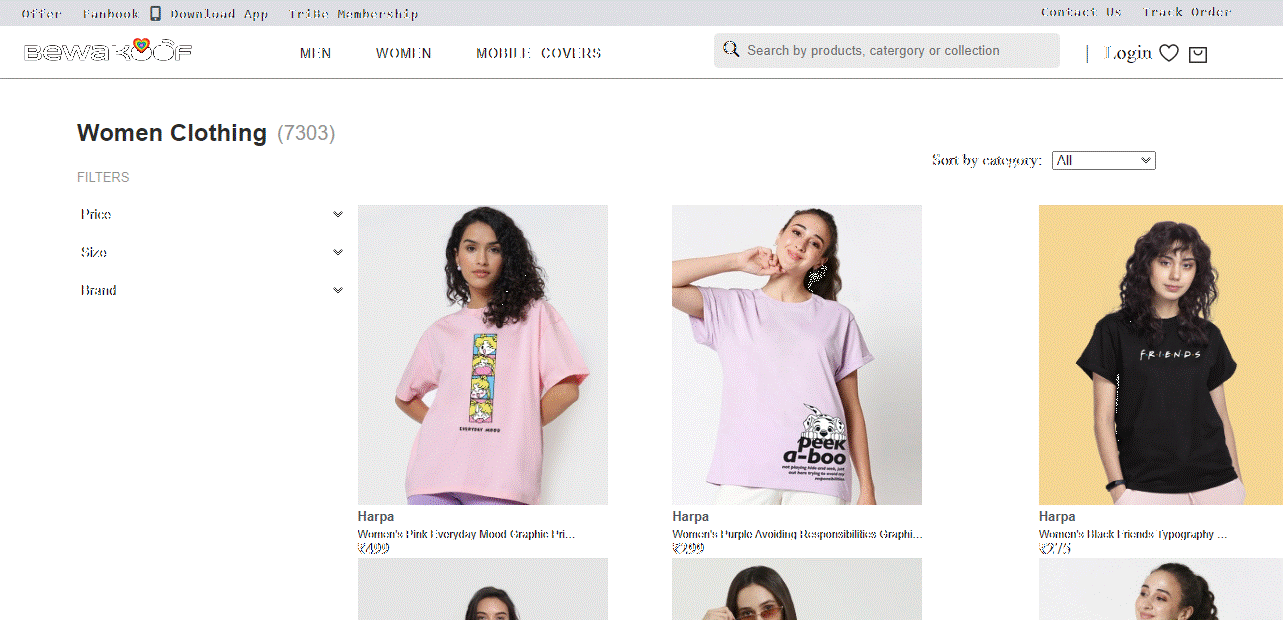 Offer Fanbook Download App TriBe Membership Contact Us Track Order
BEWAKOOF MEN WOMEN MOBILE COVERS Search by products, catergory or collection | Login
Women Clothing (7303)
Sort by category: All
FILTERS
Price
Size
Brand
EVERYDAY MOOD
peek
a-boo
not playing hide and seek, just
out here trying to avoid my
responsibilities
F·R·I·E·N·D·S
Harpa Harpa Harpa
Women's Pink Everyday Mood Graphic Pri... Women's Purple Avoiding Responsibilities Graphi... Women's Black Friends Typography ...
₹499 ₹299 ₹275